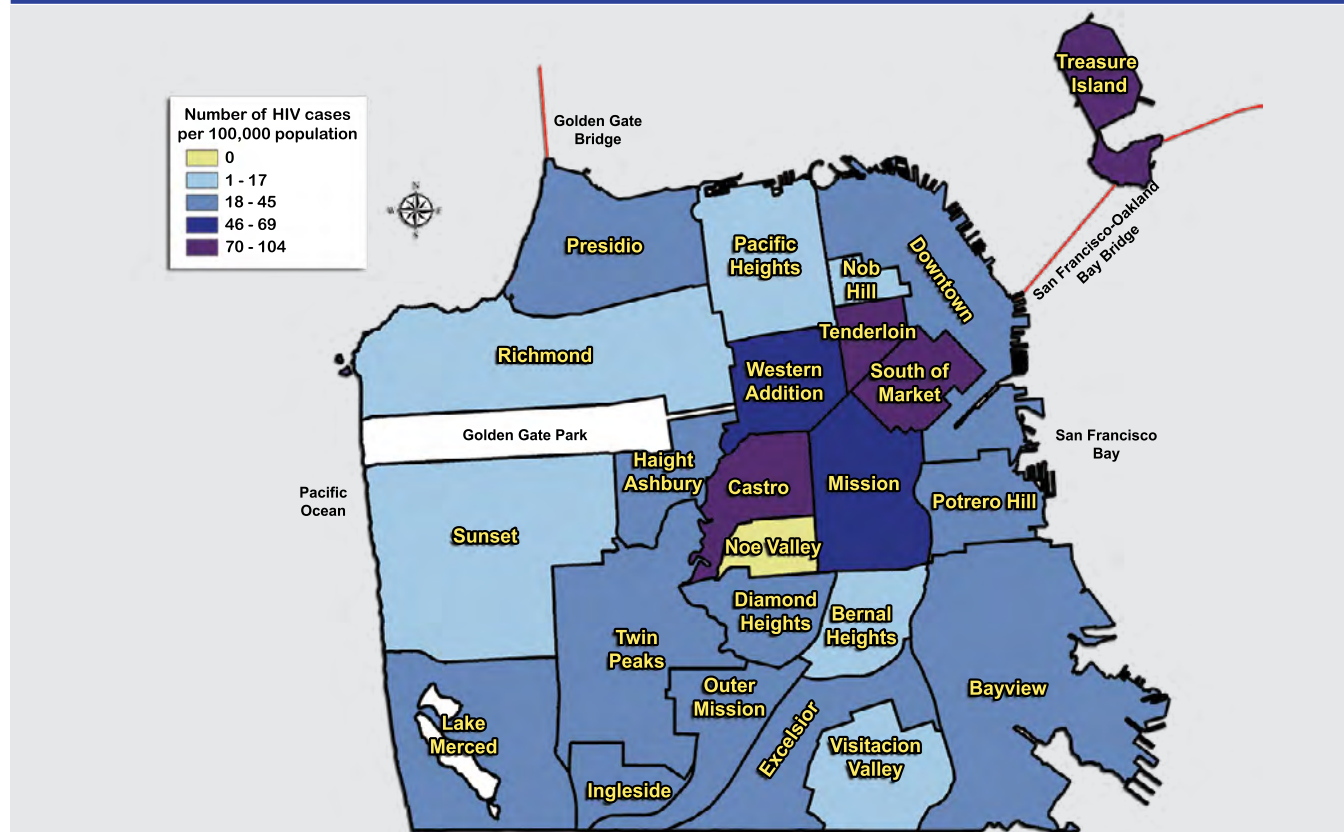 Treasure
Island
Number of HIV cases
per 100,000 population
0
1 - 17
18 - 45
46 - 69
70 - 104
Golden Gate
Bridge
N
W
E
S
San Francisco-Oakland
Bay Bridge
Presidio
Pacific
Heights
Nob
Hill
Downtown
Tenderloin
Richmond
Western
Addition
South of
Market
Golden Gate Park
San Francisco
Bay
Haight
Ashbury
Castro
Mission
Potrero Hill
Pacific
Ocean
Sunset
Noe Valley
Diamond
Heights
Bernal
Heights
Twin
Peaks
Outer
Mission
Bayview
Lake
Merced
Excelsior
Visitacion
Valley
Ingleside